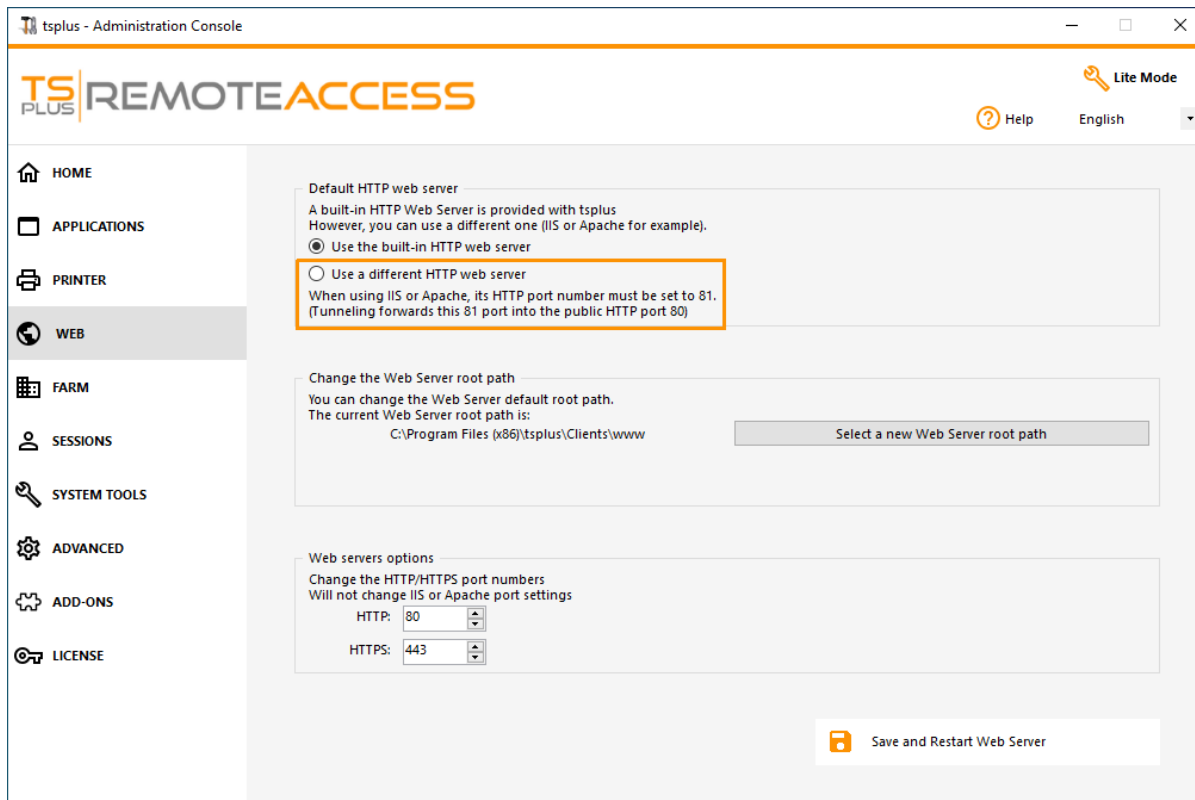 tsplus - Administration Console
TS PLUS REMOTEACCESS
Lite Mode
Help
English
HOME
APPLICATIONS
PRINTER
WEB
FARM
SESSIONS
SYSTEM TOOLS
ADVANCED
ADD-ONS
LICENSE
Default HTTP web server
A built-in HTTP Web Server is provided with tsplus
However, you can use a different one (IIS or Apache for example).
Use the built-in HTTP web server
Use a different HTTP web server
When using IIS or Apache, its HTTP port number must be set to 81.
(Tunneling forwards this 81 port into the public HTTP port 80)
Change the Web Server root path
You can change the Web Server default root path.
The current Web Server root path is:
C:\Program Files (x86)\tsplus\Clients\www
Select a new Web Server root path
Web servers options
Change the HTTP/HTTPS port numbers
Will not change IIS or Apache port settings
HTTP: 80
HTTPS: 443
Save and Restart Web Server